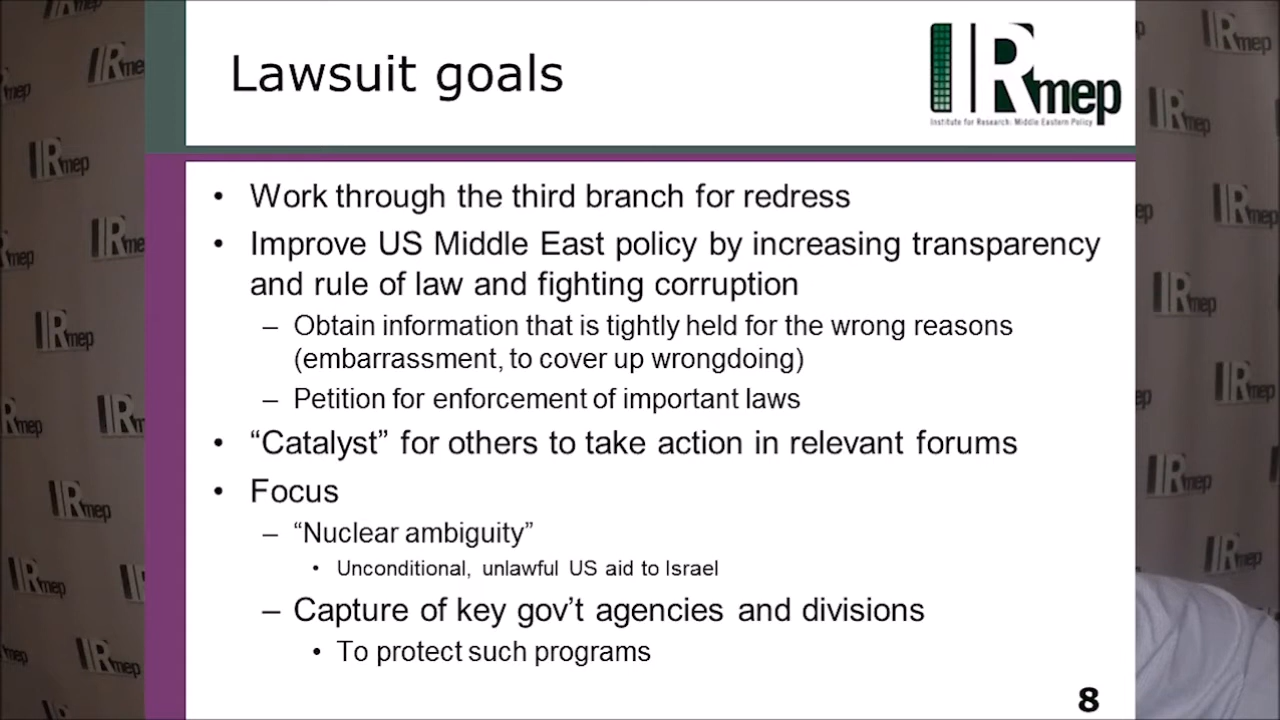 Lawsuit goals
IRmep
Institute for Research: Middle Eastern Policy
• Work through the third branch for redress
• Improve US Middle East policy by increasing transparency
and rule of law and fighting corruption
– Obtain information that is tightly held for the wrong reasons
(embarrassment, to cover up wrongdoing)
– Petition for enforcement of important laws
• “Catalyst” for others to take action in relevant forums
• Focus
– “Nuclear ambiguity”
• Unconditional, unlawful US aid to Israel
– Capture of key gov’t agencies and divisions
• To protect such programs
8